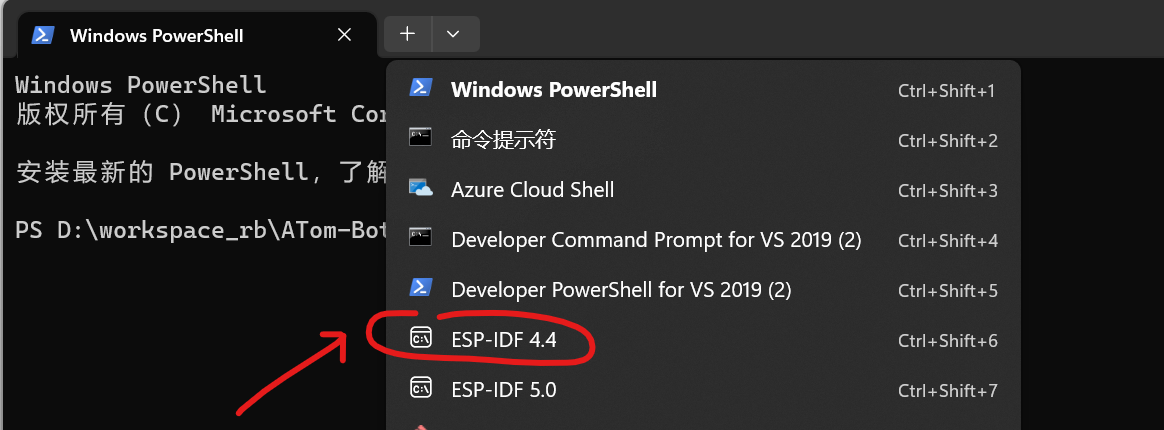 Windows PowerShell
Windows PowerShell
版权所有（C） Microsoft Cor
安装最新的 PowerShell，了解
PS D:\workspace_rb\ATom-Bot
Windows PowerShell Ctrl+Shift+1
命令提示符 Ctrl+Shift+2
Azure Cloud Shell Ctrl+Shift+3
Developer Command Prompt for VS 2019 (2) Ctrl+Shift+4
Developer PowerShell for VS 2019 (2) Ctrl+Shift+5
ESP-IDF 4.4 Ctrl+Shift+6
ESP-IDF 5.0 Ctrl+Shift+7